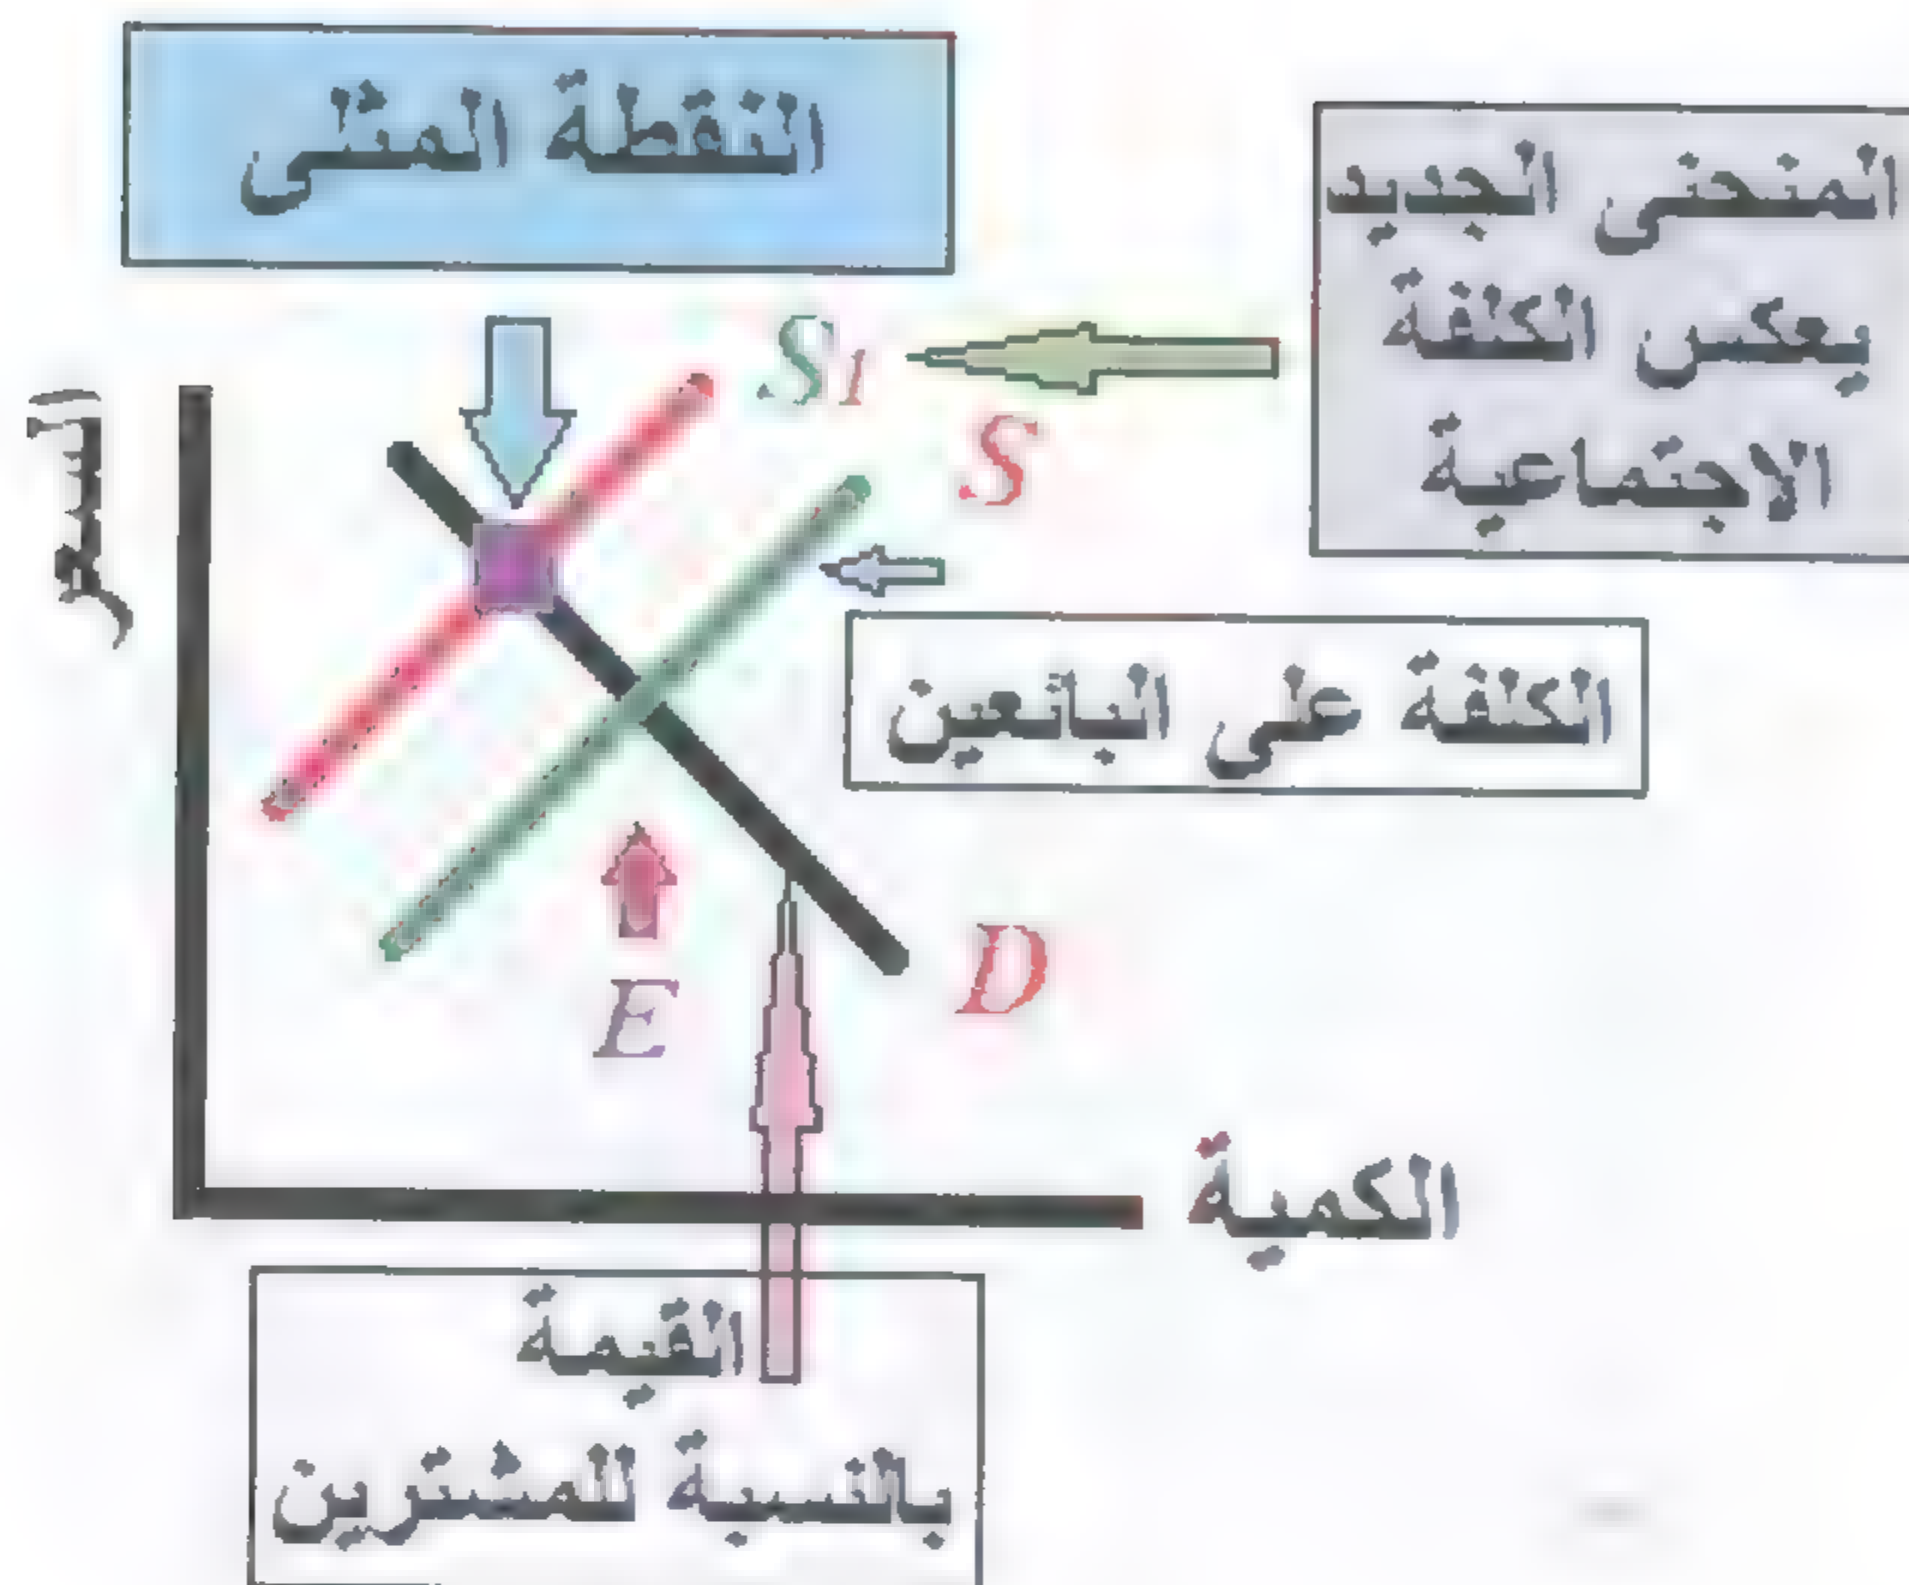 النقطة المثلى
المنحنى الجديد
يعكس الكلفة
الاجتماعية
S1
S
السعر
الكلفة على البائعين
E
D
الكمية
القيمة
بالنسبة للمشترين